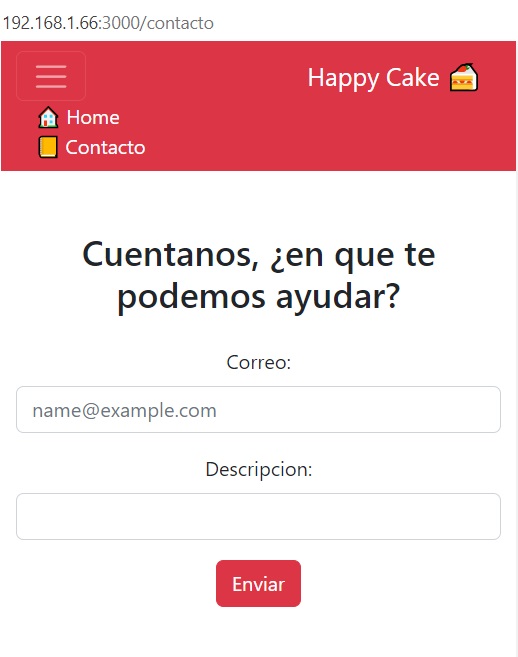 192.168.1.66:3000/contacto
Happy Cake 🍰
🏠 Home
📒 Contacto
Cuentanos, ¿en que te
podemos ayudar?
Correo:
name@example.com
Descripcion:
Enviar